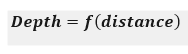 Depth = f(distance)